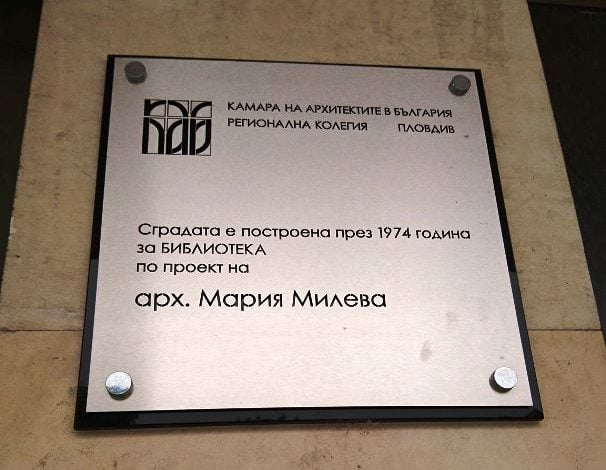 КАМАРА НА АРХИТЕКТИТЕ В БЪЛГАРИЯ
РЕГИОНАЛНА КОЛЕГИЯ ПЛОВДИВ
Сградата е построена през 1974 година
за БИБЛИОТЕКА
по проект на
арх. Мария Милева